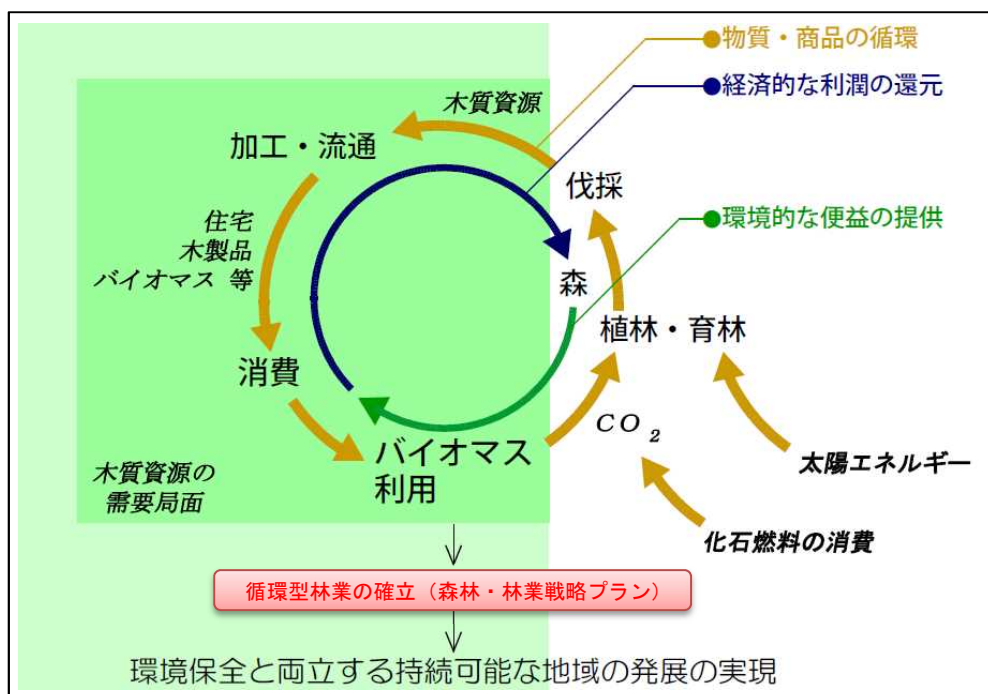 ●物質・商品の循環
●経済的な利潤の還元
木質資源
加工・流通
伐採
●環境的な便益の提供
住宅
木製品
バイオマス 等
森
植林・育林
消費
CO₂
バイオマス
利用
太陽エネルギー
木質資源の
需要局面
化石燃料の消費
循環型林業の確立（森林・林業戦略プラン）
環境保全と両立する持続可能な地域の発展の実現